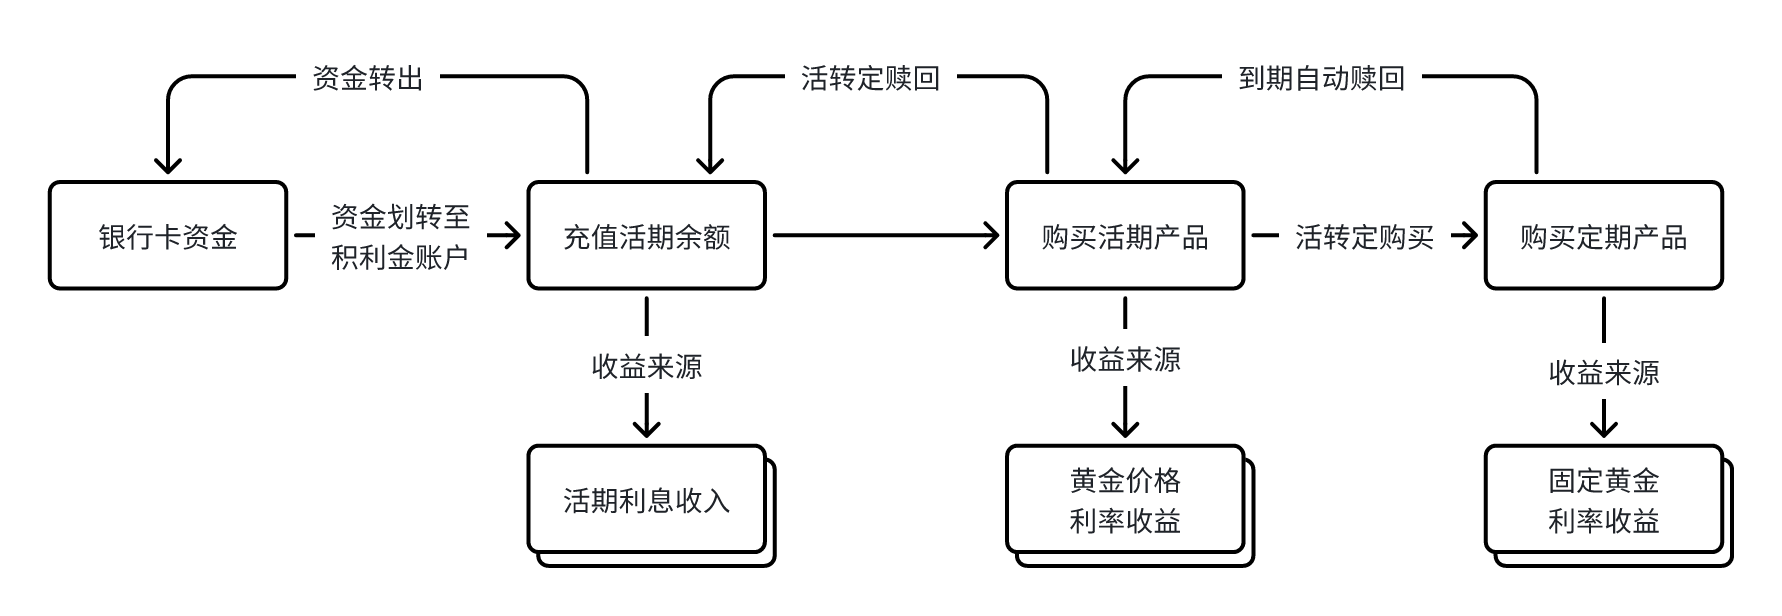 资金转出
活转定赎回
到期自动赎回
银行卡资金
资金划转至
积利金账户
充值活期余额
购买活期产品
活转定购买
购买定期产品
收益来源
收益来源
收益来源
活期利息收入
黄金价格
利率收益
固定黄金
利率收益